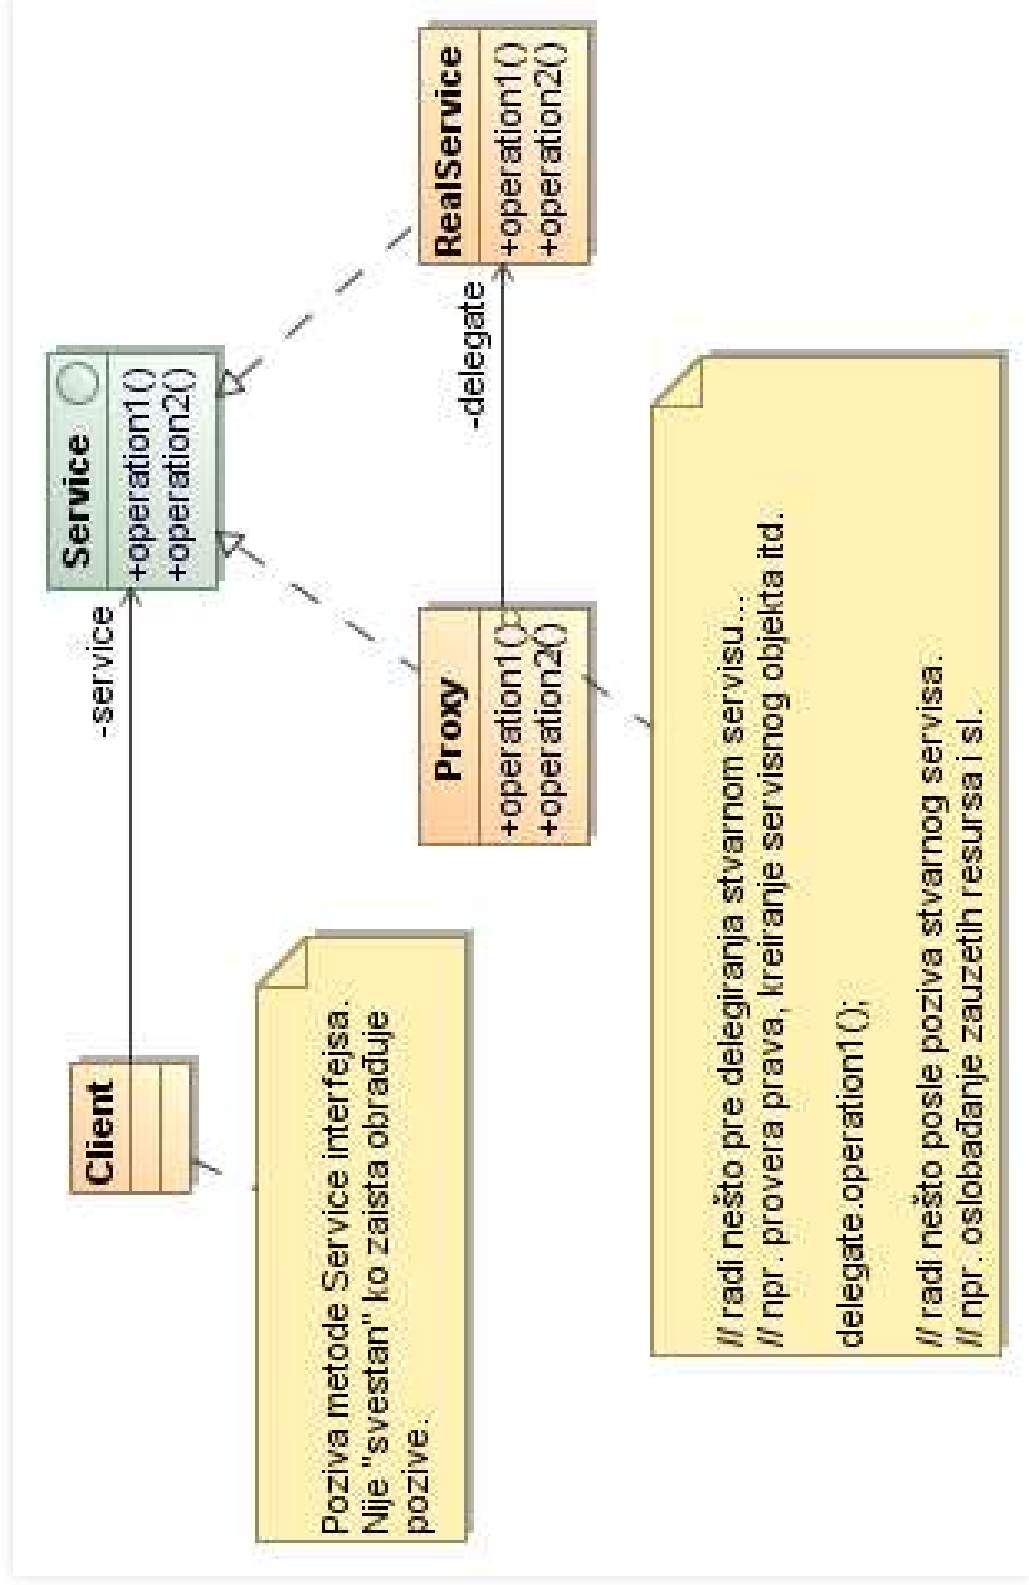 Client
-service
Service
+operation1()
+operation2()
Poziva metode Service interfejsa.
Nije "svestan" ko zaista obrađuje
pozive.
Proxy
+operation1()
+operation2()
-delegate
RealService
+operation1()
+operation2()
// radi nešto pre delegiranja stvarnom servisu...
// npr. provera prava, kreiranje servisnog objekta itd.
delegate.operation1();
// radi nešto posle poziva stvarnog servisa.
// npr. oslobađanje zauzetih resursa i sl.